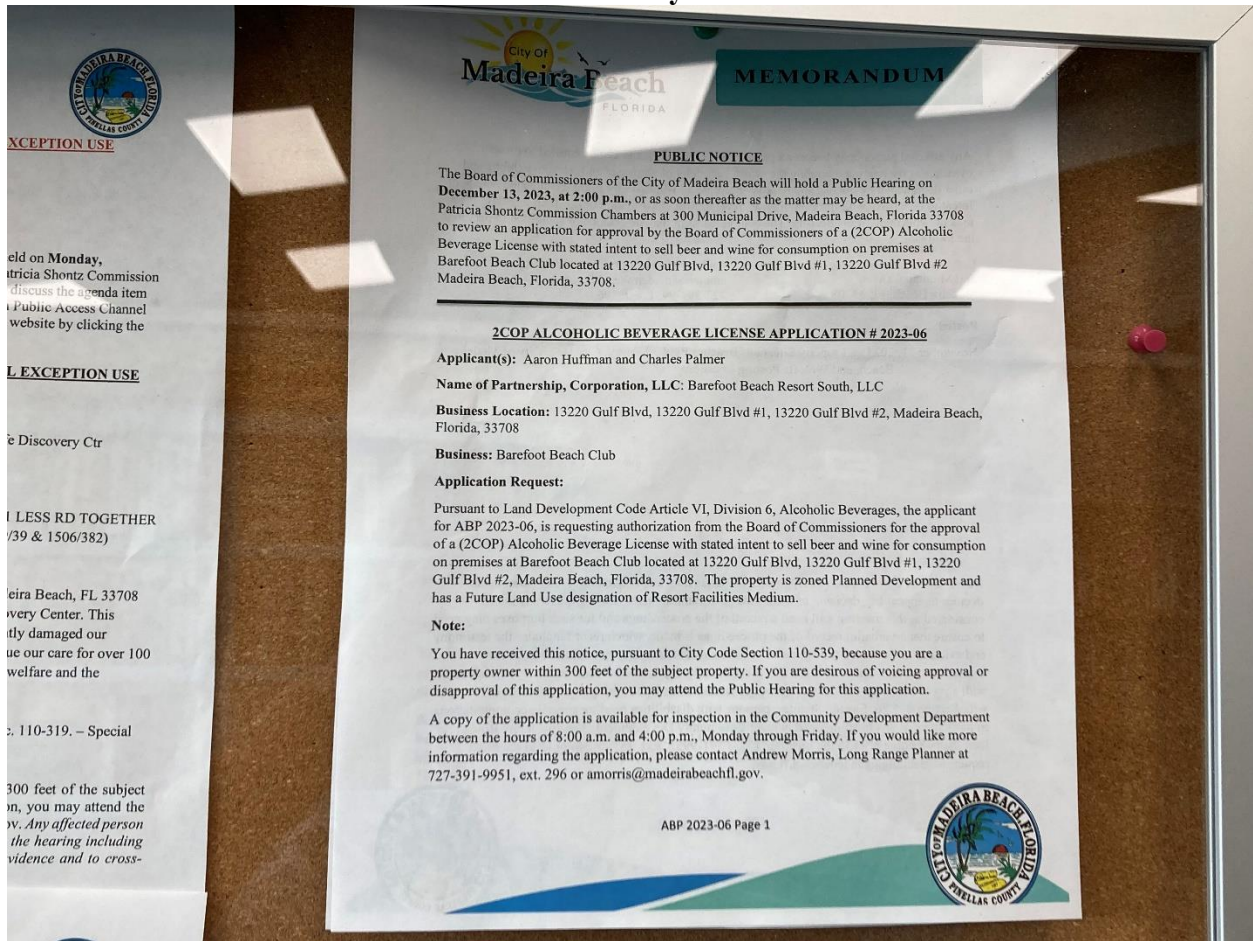 CITY OF MADEIRA BEACH, FLORIDA
PINELLAS COUNTY
XCEPTION USE
eld on Monday,
atricia Shontz Commission
discuss the agenda item
Public Access Channel
website by clicking the
L EXCEPTION USE
e Discovery Ctr
LESS RD TOGETHER
/39 & 1506/382)
eira Beach, FL 33708
overy Center. This
tly damaged our
ue our care for over 100
welfare and the
c. 110-319. – Special
300 feet of the subject
on, you may attend the
ov. Any affected person
the hearing including
vidence and to cross-
City Of
Madeira Beach
FLORIDA
MEMORANDUM
PUBLIC NOTICE
The Board of Commissioners of the City of Madeira Beach will hold a Public Hearing on
December 13, 2023, at 2:00 p.m., or as soon thereafter as the matter may be heard, at the
Patricia Shontz Commission Chambers at 300 Municipal Drive, Madeira Beach, Florida 33708
to review an application for approval by the Board of Commissioners of a (2COP) Alcoholic
Beverage License with stated intent to sell beer and wine for consumption on premises at
Barefoot Beach Club located at 13220 Gulf Blvd, 13220 Gulf Blvd #1, 13220 Gulf Blvd #2
Madeira Beach, Florida, 33708.
2COP ALCOHOLIC BEVERAGE LICENSE APPLICATION # 2023-06
Applicant(s): Aaron Huffman and Charles Palmer
Name of Partnership, Corporation, LLC: Barefoot Beach Resort South, LLC
Business Location: 13220 Gulf Blvd, 13220 Gulf Blvd #1, 13220 Gulf Blvd #2, Madeira Beach,
Florida, 33708
Business: Barefoot Beach Club
Application Request:
Pursuant to Land Development Code Article VI, Division 6, Alcoholic Beverages, the applicant
for ABP 2023-06, is requesting authorization from the Board of Commissioners for the approval
of a (2COP) Alcoholic Beverage License with stated intent to sell beer and wine for consumption
on premises at Barefoot Beach Club located at 13220 Gulf Blvd, 13220 Gulf Blvd #1, 13220
Gulf Blvd #2, Madeira Beach, Florida, 33708. The property is zoned Planned Development and
has a Future Land Use designation of Resort Facilities Medium.
Note:
You have received this notice, pursuant to City Code Section 110-539, because you are a
property owner within 300 feet of the subject property. If you are desirous of voicing approval or
disapproval of this application, you may attend the Public Hearing for this application.
A copy of the application is available for inspection in the Community Development Department
between the hours of 8:00 a.m. and 4:00 p.m., Monday through Friday. If you would like more
information regarding the application, please contact Andrew Morris, Long Range Planner at
727-391-9951, ext. 296 or amorris@madeirabeachfl.gov.
ABP 2023-06 Page 1
CITY OF MADEIRA BEACH, FLORIDA
PINELLAS COUNTY